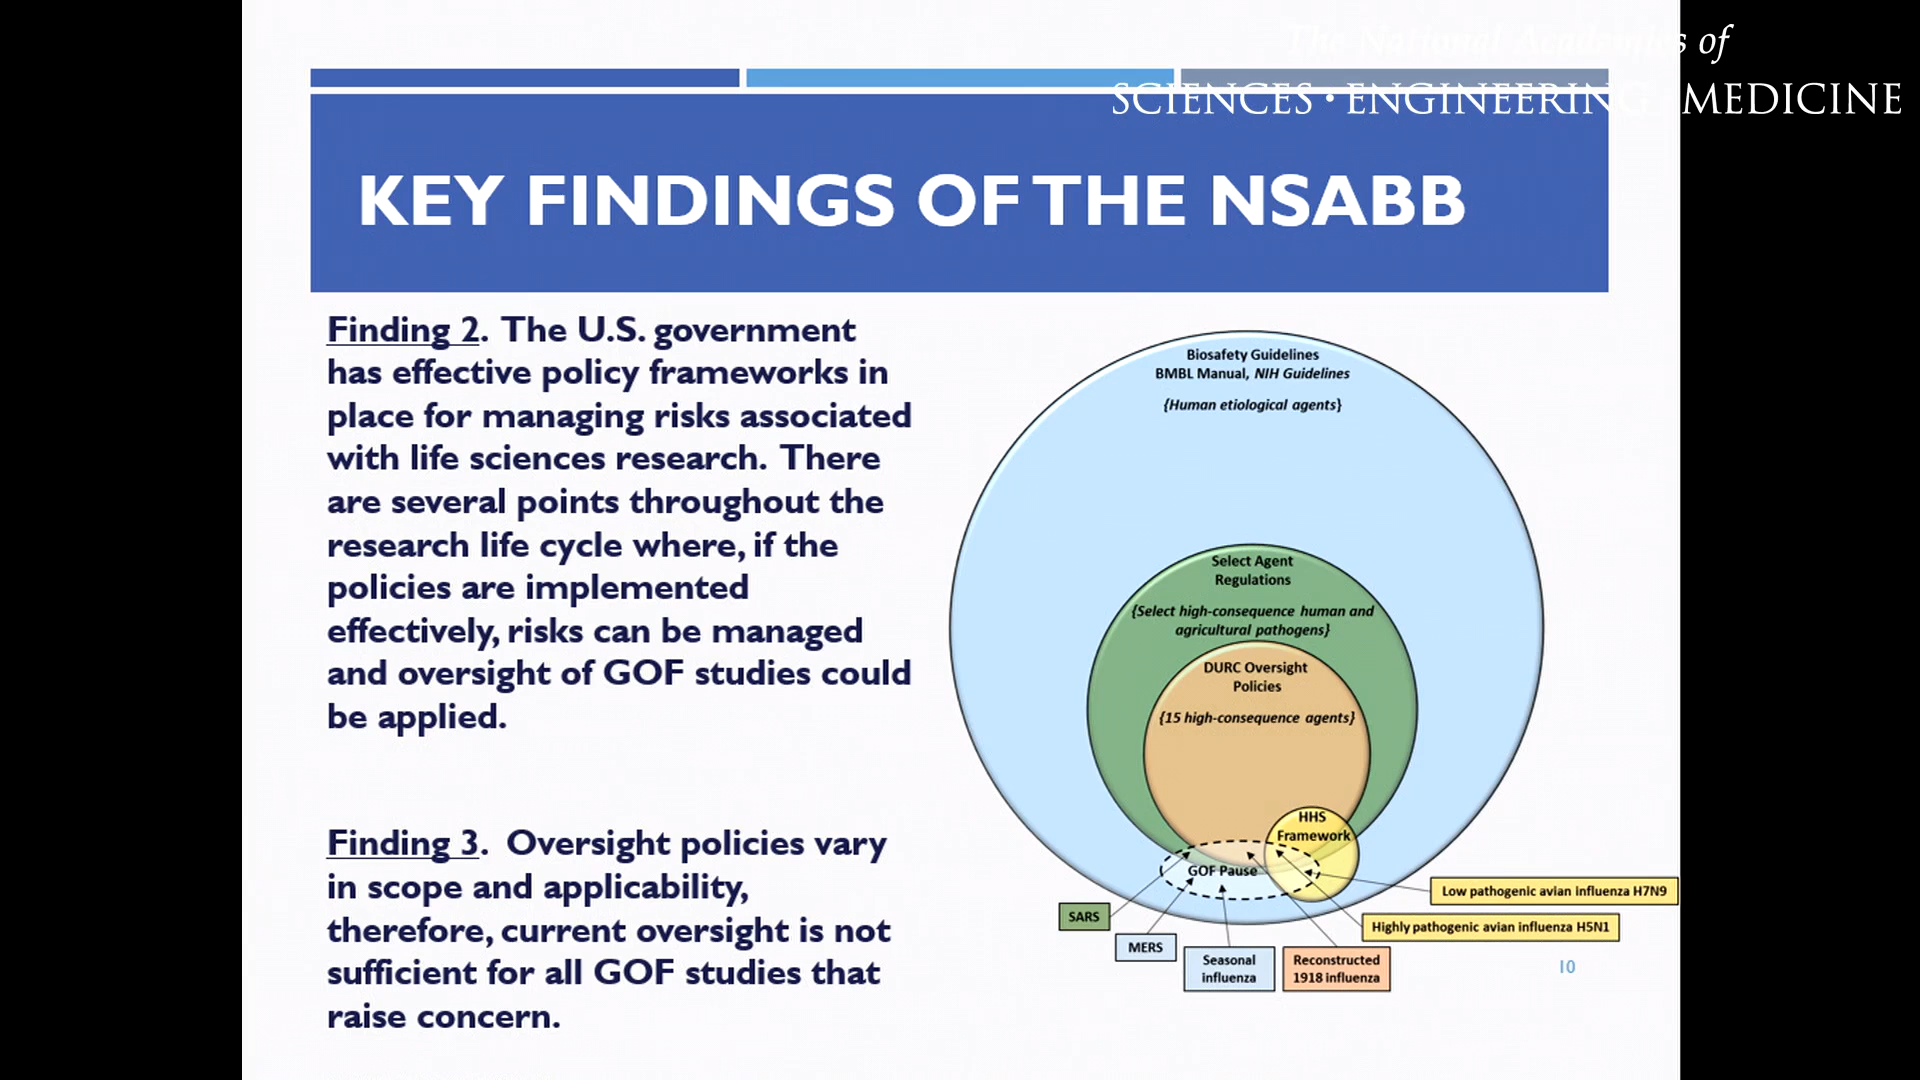 The National Academies of
SCIENCES · ENGINEERING · MEDICINE
KEY FINDINGS OF THE NSABB
Finding 2. The U.S. government
has effective policy frameworks in
place for managing risks associated
with life sciences research. There
are several points throughout the
research life cycle where, if the
policies are implemented
effectively, risks can be managed
and oversight of GOF studies could
be applied.
Finding 3. Oversight policies vary
in scope and applicability,
therefore, current oversight is not
sufficient for all GOF studies that
raise concern.
Biosafety Guidelines
BMBL Manual, NIH Guidelines
{Human etiological agents}
Select Agent
Regulations
{Select high-consequence human and
agricultural pathogens}
DURC Oversight
Policies
{15 high-consequence agents}
HHS
Framework
GOF Pause
Low pathogenic avian influenza H7N9
SARS
Highly pathogenic avian influenza H5N1
MERS
Seasonal
influenza
Reconstructed
1918 influenza
10